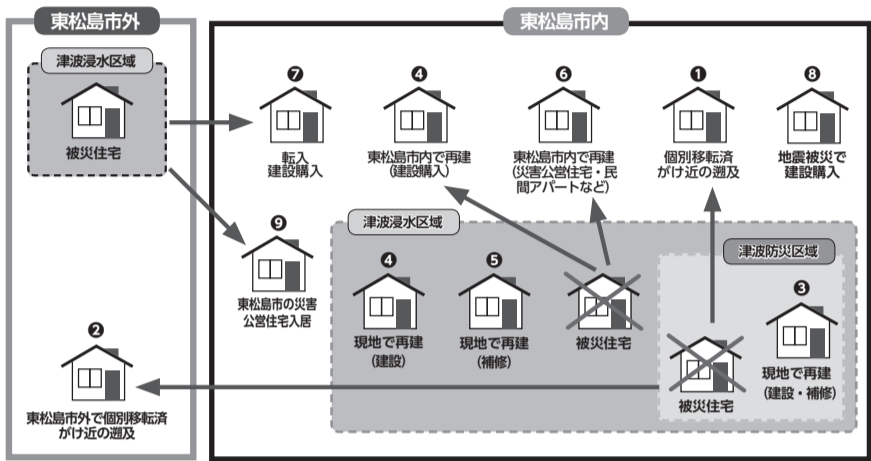 東松島市外
東松島市内
津波浸水区域
被災住宅
❼
転入
建設購入
❹
東松島市内で再建
(建設購入)
❻
東松島市内で再建
(災害公営住宅・民
間アパートなど)
❶
個別移転済
がけ近の遡及
❽
地震被災で
建設購入
❾
東松島市の災害
公営住宅入居
津波浸水区域
❹
現地で再建
(建設)
❺
現地で再建
(補修)
被災住宅
津波防災区域
被災住宅
❸
現地で再建
(建設・補修)
❷
東松島市外で個別移転済
がけ近の遡及